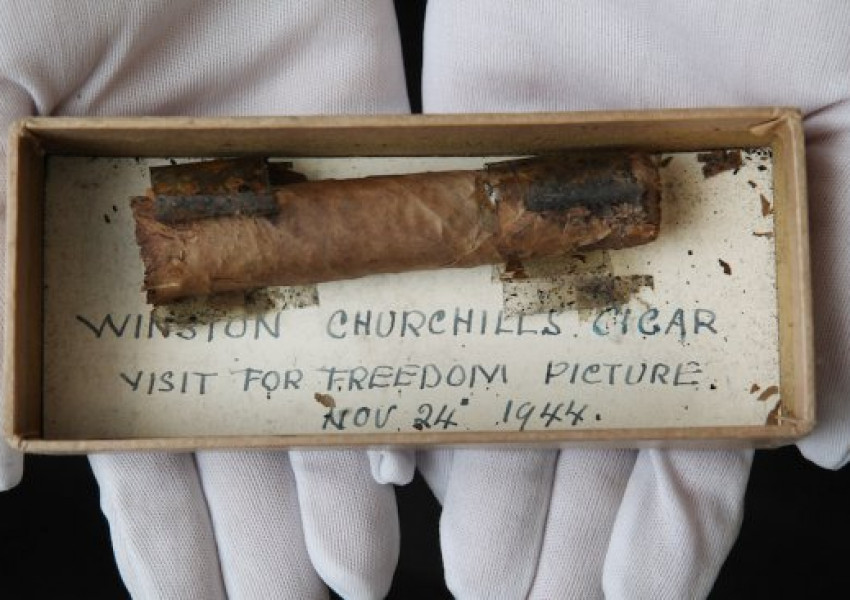 WINSTON CHURCHILLS CIGAR
VISIT FOR FREEDOM PICTURE.
NOV 24" 1944.